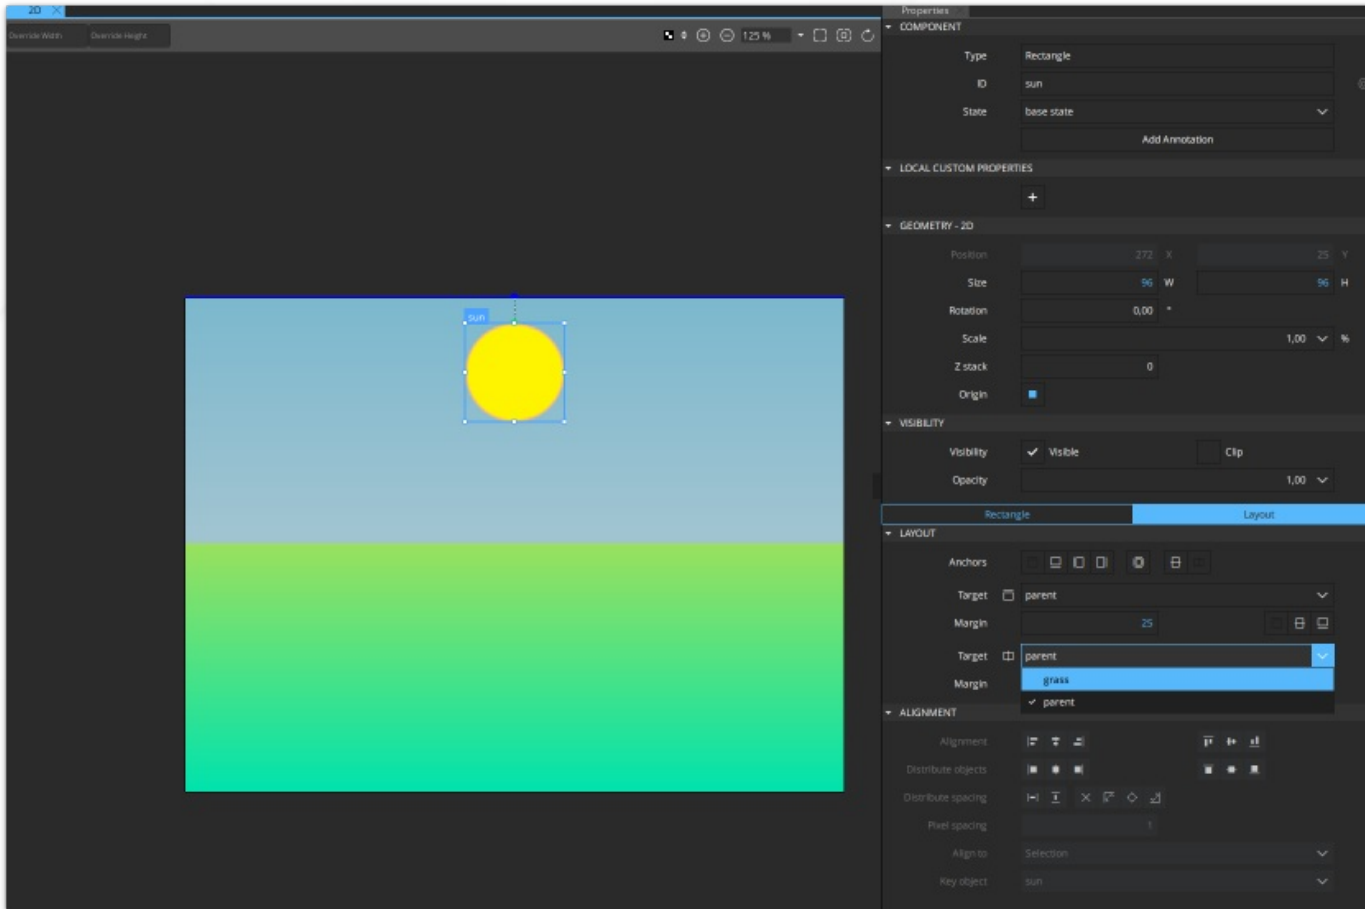 2D
Properties
Override Width Override Height
125 %
COMPONENT
Type Rectangle
ID sun
State base state
Add Annotation
LOCAL CUSTOM PROPERTIES
+
GEOMETRY - 2D
Position 272 X 25 Y
Size 96 W 96 H
Rotation 0,00 °
Scale 1,00 %
Z stack 0
Origin
sun
VISIBILITY
Visibility Visible Clip
Opacity 1,00
Rectangle Layout
LAYOUT
Anchors
Target parent
Margin 25
Target parent
grass
Margin
parent
ALIGNMENT
Alignment
Distribute objects
Distribute spacing
Pixel spacing 1
Align to Selection
Key object sun